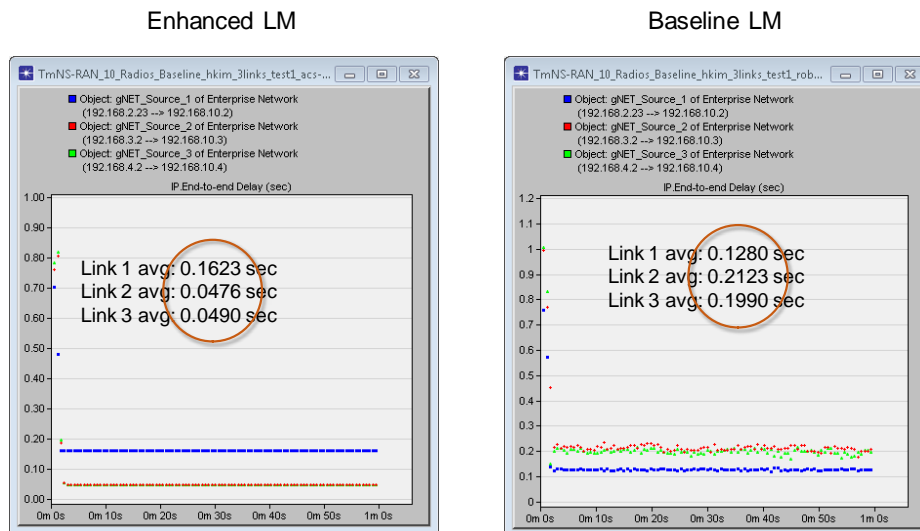 Enhanced LM
TmNS-RAN_10_Radios_Baseline_hkim_3links_test1_acs-...
Object: gNET_Source_1 of Enterprise Network
(192.168.2.23 --> 192.168.10.2)
Object: gNET_Source_2 of Enterprise Network
(192.168.3.2 --> 192.168.10.3)
Object: gNET_Source_3 of Enterprise Network
(192.168.4.2 --> 192.168.10.4)
IP.End-to-end Delay (sec)
1.00
0.90
0.80
0.70
0.60
0.50
0.40
0.30
0.20
0.10
0.00
Link 1 avg: 0.1623 sec
Link 2 avg: 0.0476 sec
Link 3 avg: 0.0490 sec
0m 0s 0m 10s 0m 20s 0m 30s 0m 40s 0m 50s 1m 0s
Baseline LM
TmNS-RAN_10_Radios_Baseline_hkim_3links_test1_rob...
Object: gNET_Source_1 of Enterprise Network
(192.168.2.23 --> 192.168.10.2)
Object: gNET_Source_2 of Enterprise Network
(192.168.3.2 --> 192.168.10.3)
Object: gNET_Source_3 of Enterprise Network
(192.168.4.2 --> 192.168.10.4)
IP.End-to-end Delay (sec)
1.2
1
0.9
0.8
0.7
0.6
0.5
0.4
0.3
0.2
0.1
0
Link 1 avg: 0.1280 sec
Link 2 avg: 0.2123 sec
Link 3 avg: 0.1990 sec
0m 0s 0m 10s 0m 20s 0m 30s 0m 40s 0m 50s 1m 0s